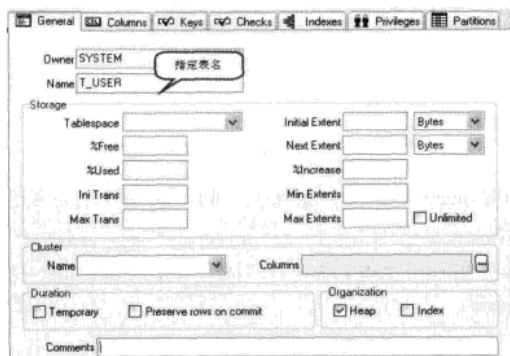 General Columns Keys Checks Indexes Privileges Partitions
Owner SYSTEM
指定表名
Name T_USER
Storage
Tablespace Initial Extent Bytes
%Free Next Extent Bytes
%Used %Increase
Ini Trans Min Extents
Max Trans Max Extents Unlimited
Cluster
Name Columns ...
Duration Organization
Temporary Preserve rows on commit Heap Index
Comments